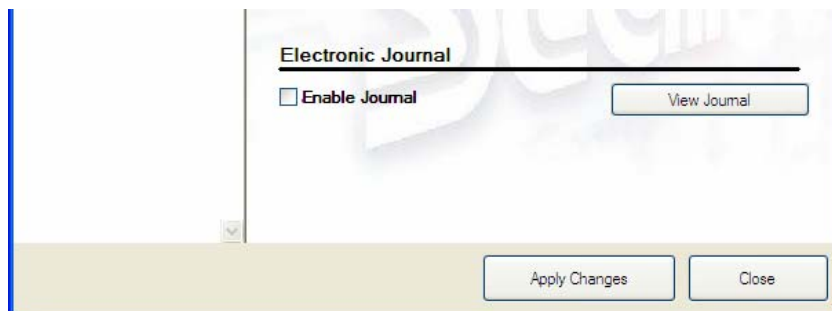 Electronic Journal
Enable Journal
View Journal
Apply Changes
Close